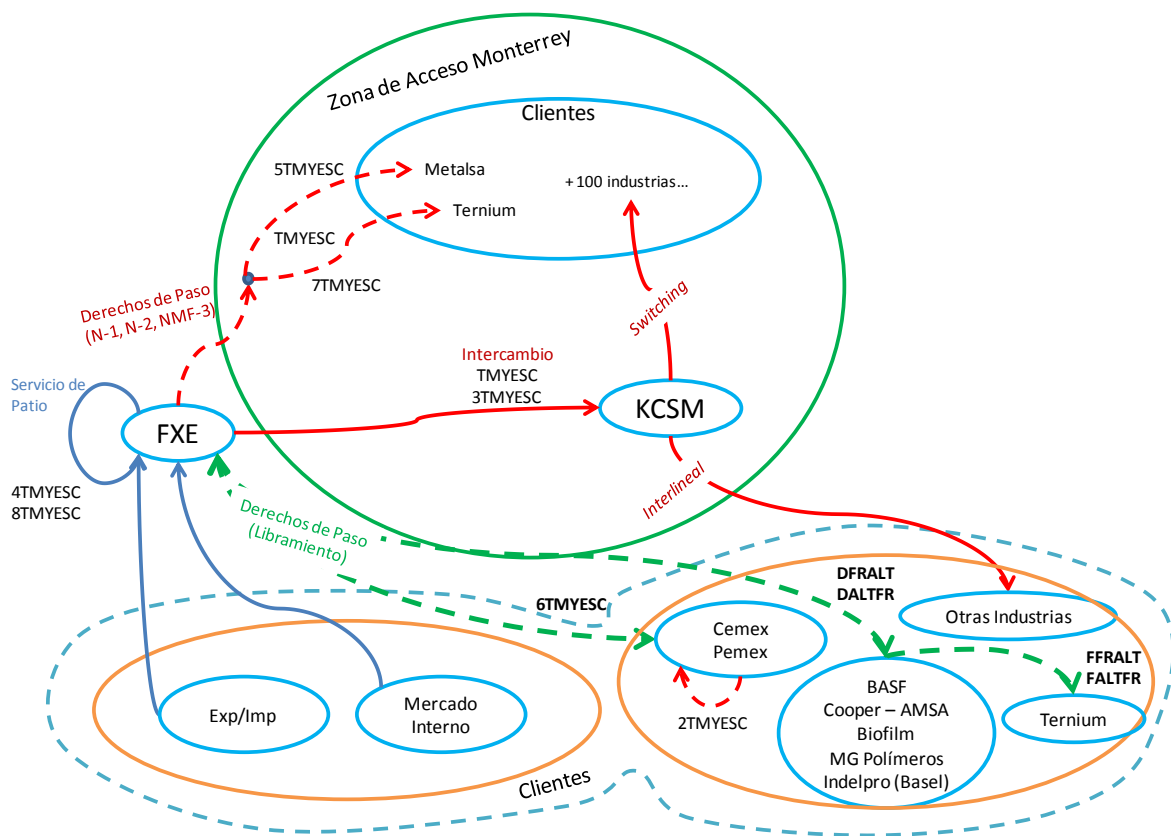 Zona de Acceso Monterrey
Clientes
5TMYESC
Metalsa
+100 industrias...
Ternium
TMYESC
7TMYESC
Derechos de Paso
(N-1, N-2, NMF-3)
Switching
Intercambio
TMYESC
3TMYESC
Servicio de
Patio
FXE
KCSM
Interlineal
4TMYESC
8TMYESC
Derechos de Paso
(Libramiento)
6TMYESC
DFRALT
DALTFR
Otras Industrias
Cemex
Pemex
FFRALT
FALTFR
BASF
Cooper – AMSA
Biofilm
MG Polímeros
Indelpro (Basel)
Ternium
2TMYESC
Exp/Imp
Mercado
Interno
Clientes